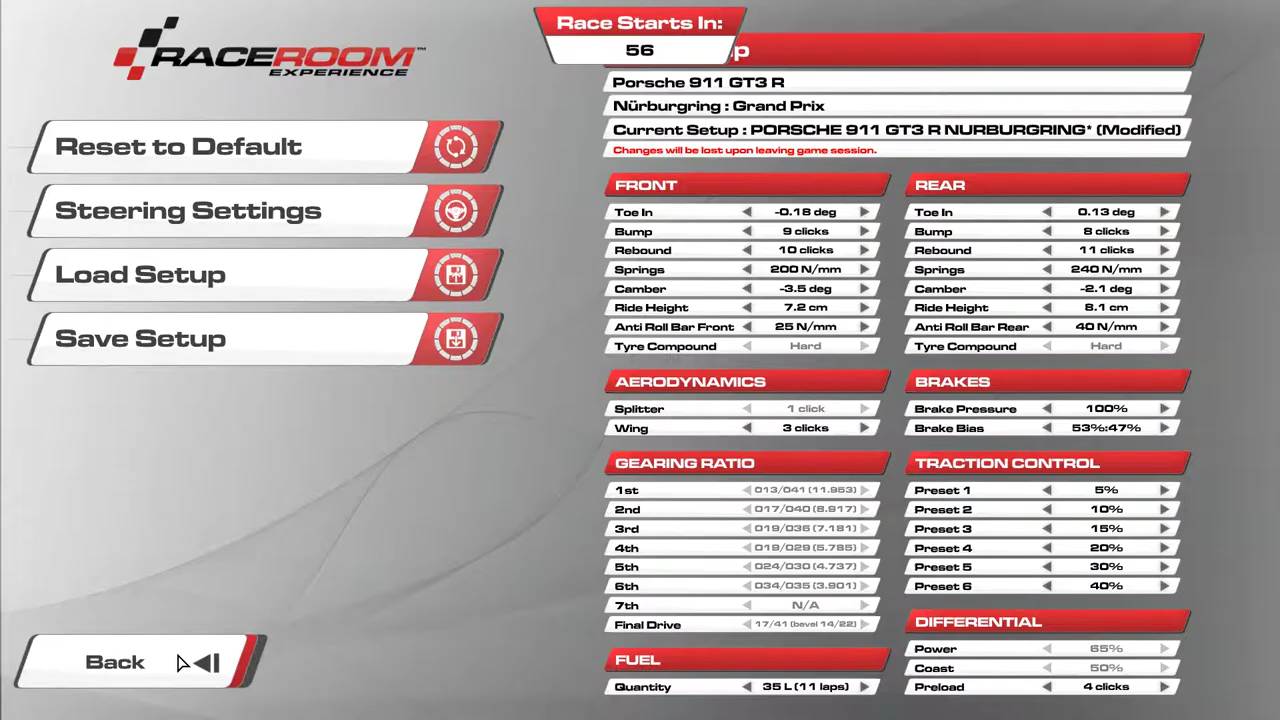 RACEROOM™
EXPERIENCE
Race Starts In:
56
p
Porsche 911 GT3 R
Nürburgring : Grand Prix
Current Setup : PORSCHE 911 GT3 R NURBURGRING* (Modified)
Changes will be lost upon leaving game session.
Reset to Default
Steering Settings
Load Setup
Save Setup
Back
FRONT
Toe In -0.18 deg
Bump 9 clicks
Rebound 10 clicks
Springs 200 N/mm
Camber -3.5 deg
Ride Height 7.2 cm
Anti Roll Bar Front 25 N/mm
Tyre Compound Hard
REAR
Toe In 0.13 deg
Bump 8 clicks
Rebound 11 clicks
Springs 240 N/mm
Camber -2.1 deg
Ride Height 8.1 cm
Anti Roll Bar Rear 40 N/mm
Tyre Compound Hard
AERODYNAMICS
Splitter 1 click
Wing 3 clicks
BRAKES
Brake Pressure 100%
Brake Bias 53%:47%
GEARING RATIO
1st 013/041 (11.953)
2nd 017/040 (8.917)
3rd 019/036 (7.181)
4th 019/029 (5.785)
5th 024/030 (4.737)
6th 034/035 (3.901)
7th N/A
Final Drive 17/41 (bevel 14/22)
TRACTION CONTROL
Preset 1 5%
Preset 2 10%
Preset 3 15%
Preset 4 20%
Preset 5 30%
Preset 6 40%
FUEL
Quantity 35 L (11 laps)
DIFFERENTIAL
Power 65%
Coast 50%
Preload 4 clicks